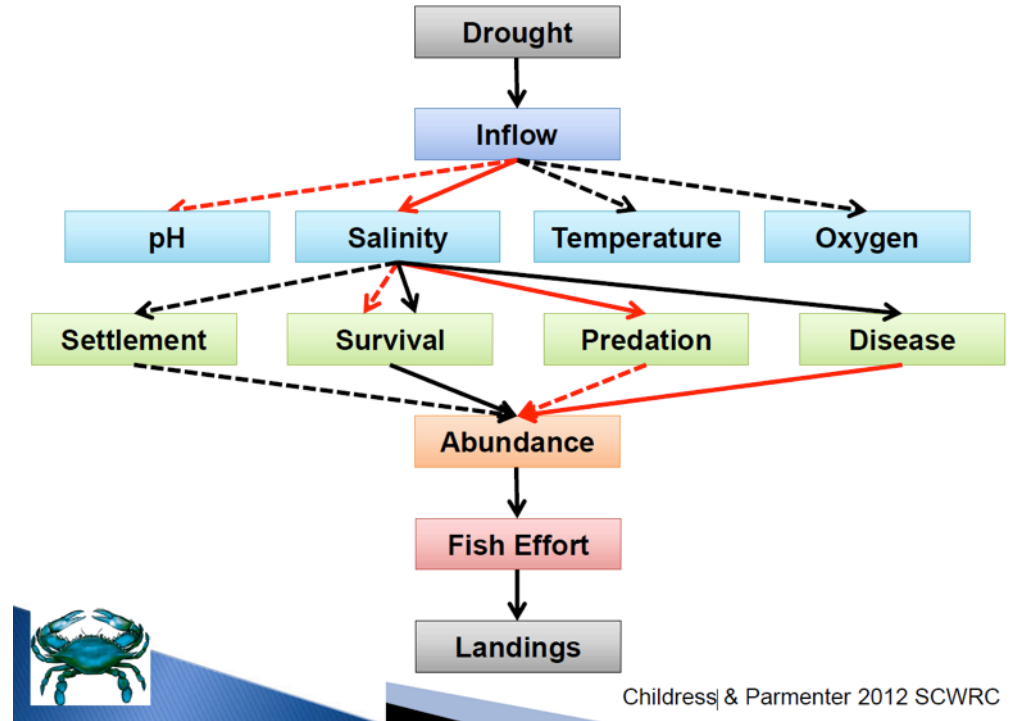 Drought
Inflow
pH
Salinity
Temperature
Oxygen
Settlement
Survival
Predation
Disease
Abundance
Fish Effort
Landings
Childress & Parmenter 2012 SCWRC